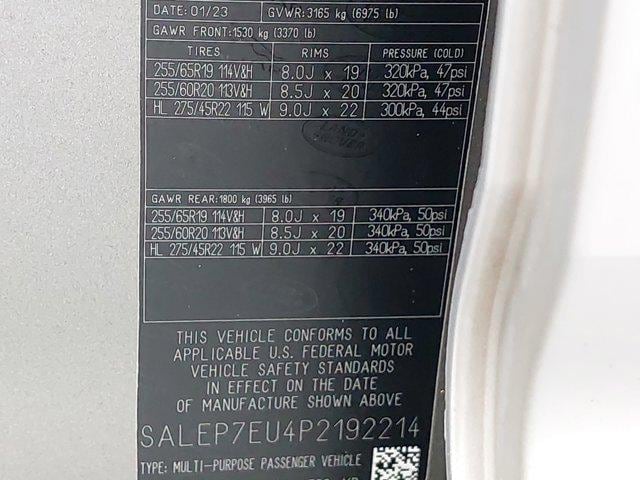 DATE: 01/23 GVWR: 3165 kg (6975 lb)
GAWR FRONT: 1530 kg (3370 lb)
TIRES RIMS PRESSURE (COLD)
255/65R19 114V&H 8.0J x 19 320kPa, 47psi
255/60R20 113V&H 8.5J x 20 320kPa, 47psi
HL 275/45R22 115 W 9.0J x 22 300kPa, 44psi
LAND ROVER
GAWR REAR: 1800 kg (3965 lb)
255/65R19 114V&H 8.0J x 19 340kPa, 50psi
255/60R20 113V&H 8.5J x 20 340kPa, 50psi
HL 275/45R22 115 W 9.0J x 22 340kPa, 50psi
THIS VEHICLE CONFORMS TO ALL
APPLICABLE U.S. FEDERAL MOTOR
VEHICLE SAFETY STANDARDS
IN EFFECT ON THE DATE
OF MANUFACTURE SHOWN ABOVE
SALEP7EU4P2192214
TYPE: MULTI-PURPOSE PASSENGER VEHICLE